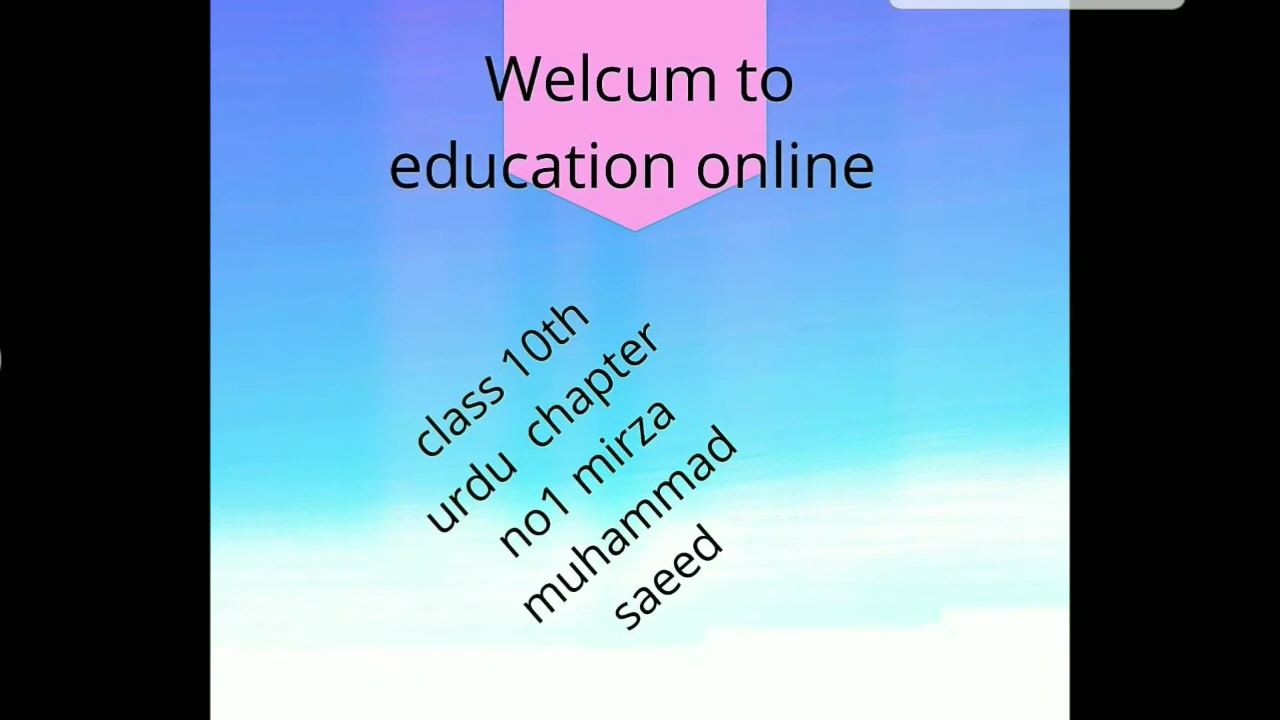 Welcum to
education online
class 10th
urdu chapter
no1 mirza
muhammad
saeed